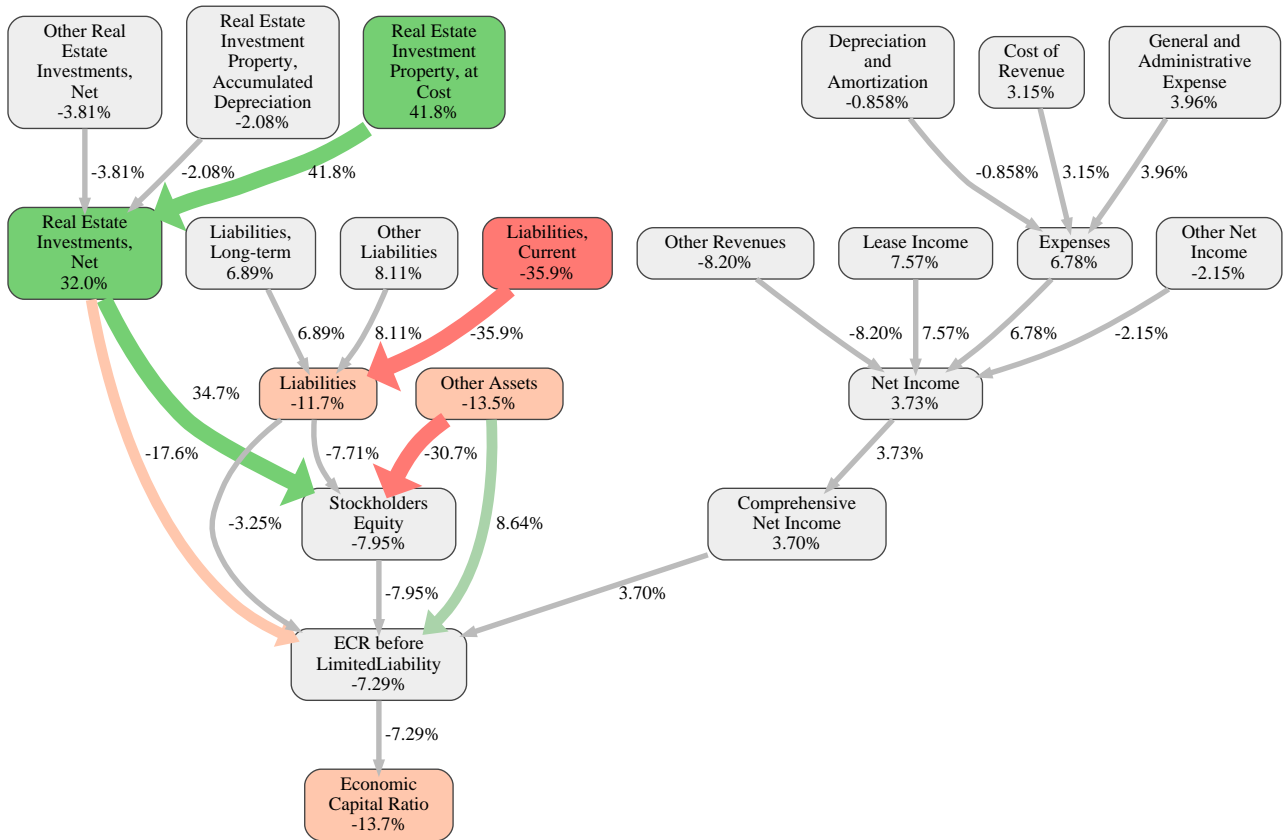 Other Real
Estate
Investments,
Net
-3.81%
Real Estate
Investment
Property,
Accumulated
Depreciation
-2.08%
Real Estate
Investment
Property, at
Cost
41.8%
Depreciation
and
Amortization
-0.858%
Cost of
Revenue
3.15%
General and
Administrative
Expense
3.96%
-3.81%
-2.08%
41.8%
-0.858%
3.15%
3.96%
Real Estate
Investments,
Net
32.0%
Liabilities,
Long-term
6.89%
Other
Liabilities
8.11%
Liabilities,
Current
-35.9%
Other Revenues
-8.20%
Lease Income
7.57%
Expenses
6.78%
Other Net
Income
-2.15%
6.89%
8.11%
-35.9%
-8.20%
7.57%
6.78%
-2.15%
Liabilities
-11.7%
Other Assets
-13.5%
Net Income
3.73%
34.7%
-17.6%
-7.71%
-30.7%
3.73%
Stockholders
Equity
-7.95%
Comprehensive
Net Income
3.70%
-3.25%
8.64%
-7.95%
3.70%
ECR before
LimitedLiability
-7.29%
-7.29%
Economic
Capital Ratio
-13.7%